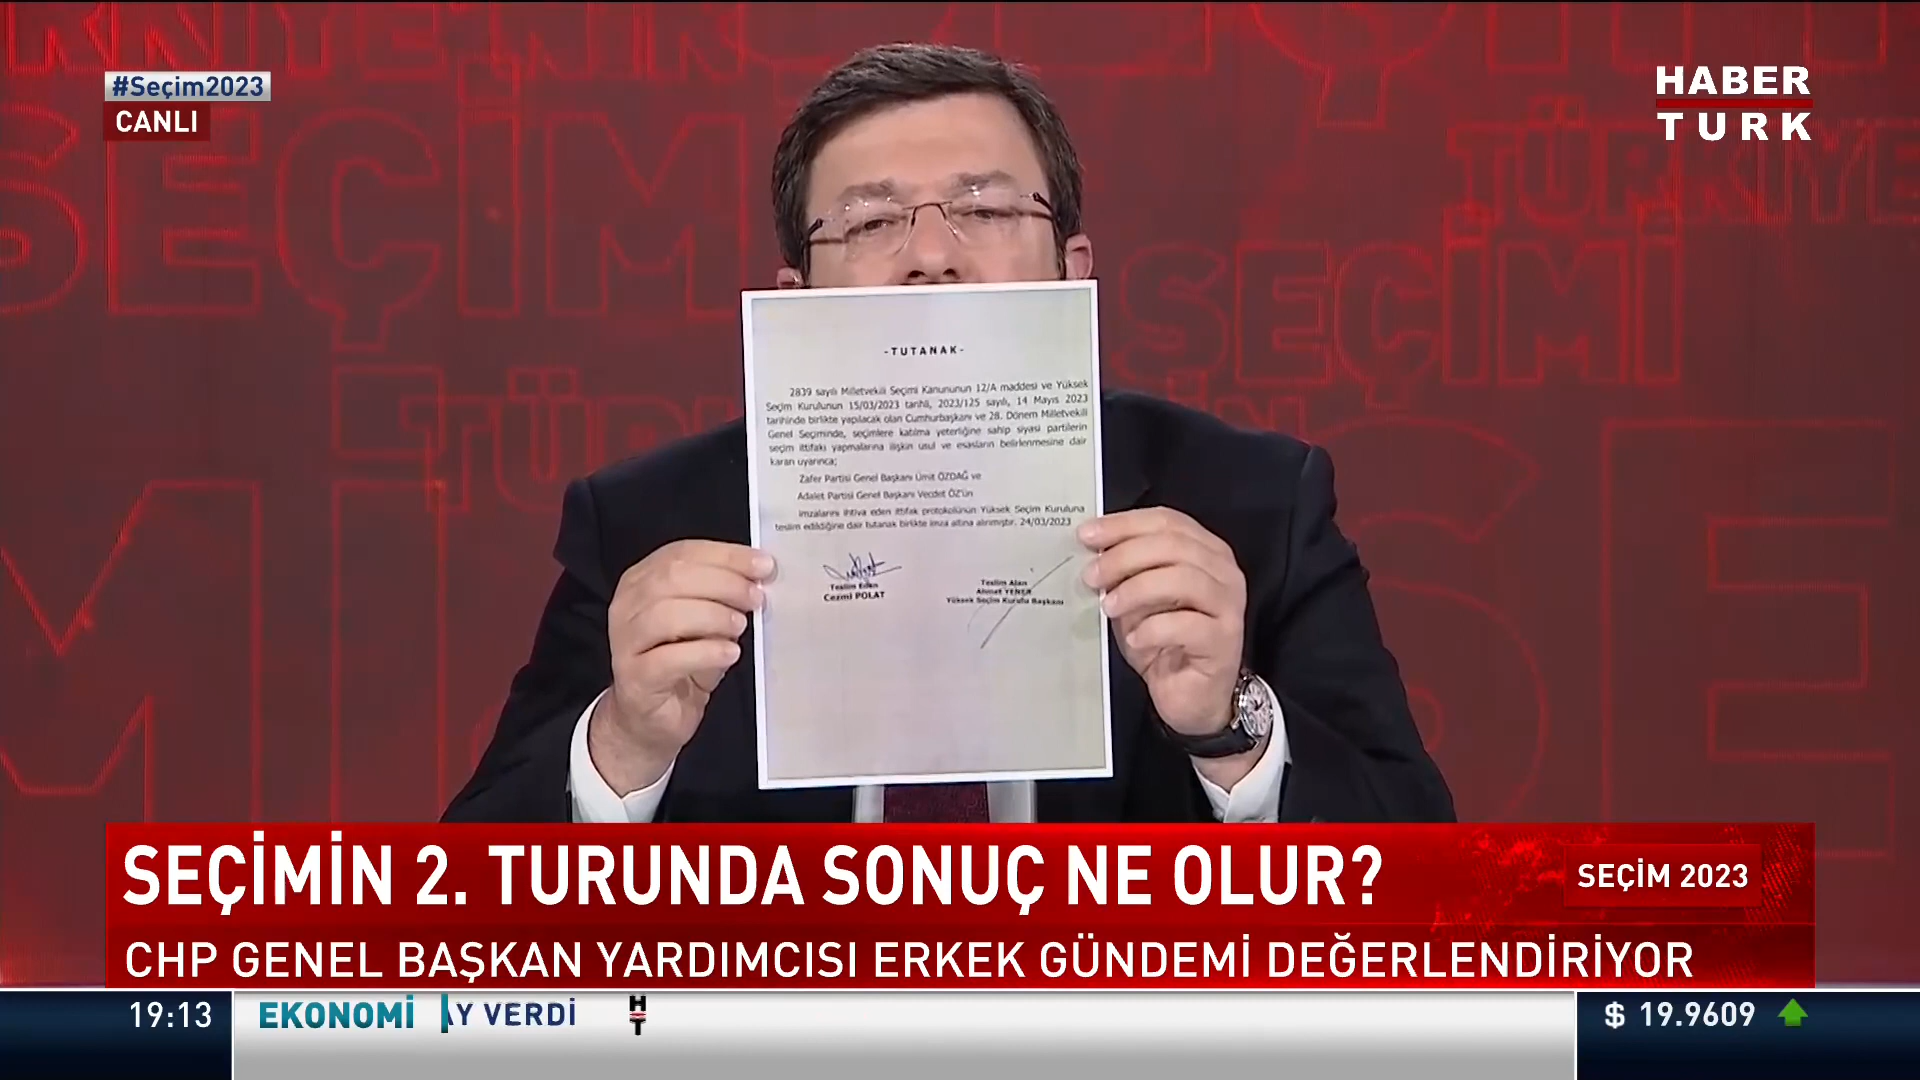 #Seçim2023
CANLI
HABER
TURK
TÜRKİYE
SEÇİM
SEÇİMİ
-TUTANAK-
2839 sayılı Milletvekili Seçimi Kanununun 12/A maddesi ve Yüksek
Seçim Kurulunun 15/03/2023 tarihli, 2023/125 sayılı, 14 Mayıs 2023
tarihinde birlikte yapılacak olan Cumhurbaşkanı ve 28. Dönem Milletvekili
Genel Seçiminde, seçimlere katılma yeterliğine sahip siyasi partilerin
seçim ittifakı yapmalarına ilişkin usul ve esasların belirlenmesine dair
kararı uyarınca;
Zafer Partisi Genel Başkanı Ümit ÖZDAĞ ve
Adalet Partisi Genel Başkanı Vecdet ÖZ'ün
imzalarını ihtiva eden ittifak protokolünün Yüksek Seçim Kuruluna
teslim edildiğine dair tutanak birlikte imza altına alınmıştır. 24/03/2023
Teslim Eden
Cezmi POLAT
Teslim Alan
Ahmet YENER
Yüksek Seçim Kurulu Başkanı
SEÇİMİN 2. TURUNDA SONUÇ NE OLUR?
SEÇİM 2023
CHP GENEL BAŞKAN YARDIMCISI ERKEK GÜNDEMİ DEĞERLENDİRİYOR
19:13
EKONOMİ
Y VERDİ
HT
$ 19.9609